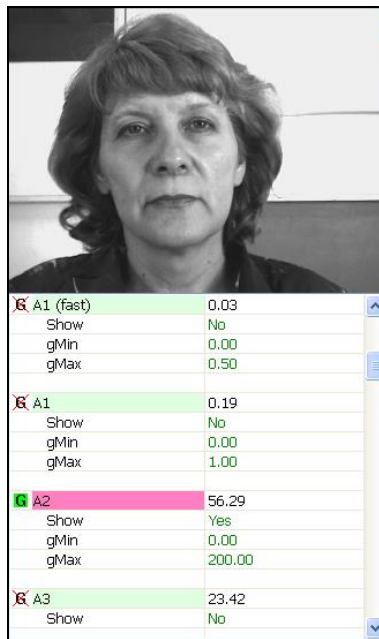 G A1 (fast) 0.03
Show No
gMin 0.00
gMax 0.50
G A1 0.19
Show No
gMin 0.00
gMax 1.00
G A2 56.29
Show Yes
gMin 0.00
gMax 200.00
G A3 23.42
Show No